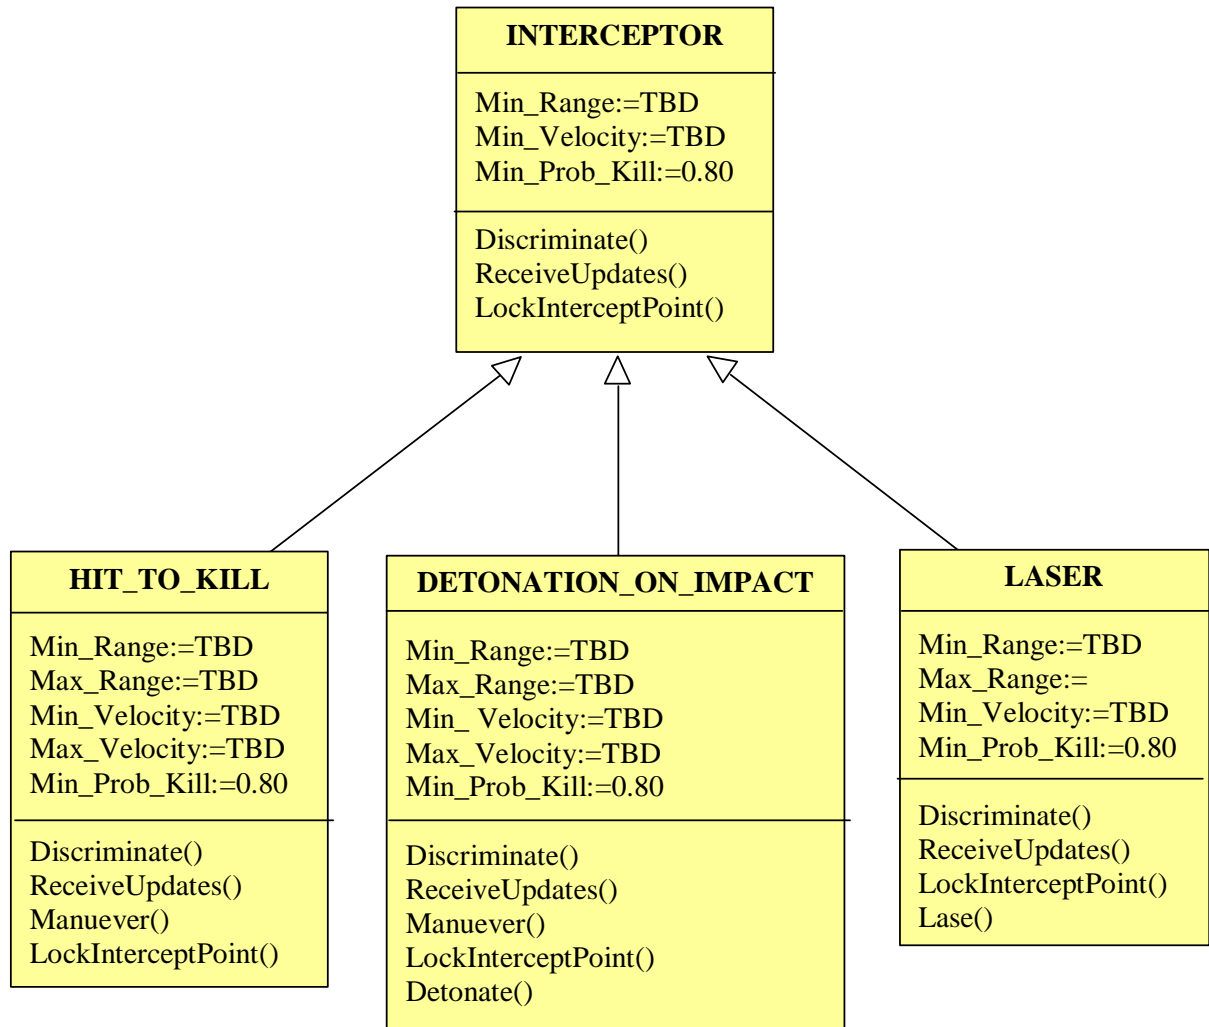 INTERCEPTOR
Min_Range:=TBD
Min_Velocity:=TBD
Min_Prob_Kill:=0.80
Discriminate()
ReceiveUpdates()
LockInterceptPoint()
HIT_TO_KILL
Min_Range:=TBD
Max_Range:=TBD
Min_Velocity:=TBD
Max_Velocity:=TBD
Min_Prob_Kill:=0.80
Discriminate()
ReceiveUpdates()
Manuever()
LockInterceptPoint()
DETONATION_ON_IMPACT
Min_Range:=TBD
Max_Range:=TBD
Min_ Velocity:=TBD
Max_Velocity:=TBD
Min_Prob_Kill:=0.80
Discriminate()
ReceiveUpdates()
Manuever()
LockInterceptPoint()
Detonate()
LASER
Min_Range:=TBD
Max_Range:=
Min_Velocity:=TBD
Min_Prob_Kill:=0.80
Discriminate()
ReceiveUpdates()
LockInterceptPoint()
Lase()